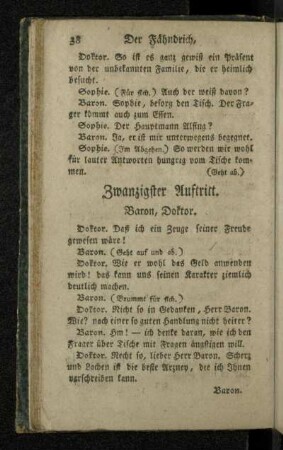 38 Der Fähndrich,
Doktor. So ist es ganz gewiß ein Präsent
von der unbekannten Familie, die er heimlich
besucht.
Sophie. (Für sich.) Auch der weiß davon?
Baron. Sophie, besorg den Tisch. Der Fra-
ger kömmt auch zum Essen.
Sophie. Der Hauptmann Alfing?
Baron. Ja, er ist mir unterwegens begegnet.
Sophie. (Im Abgehen.) So werden wir wohl
für lauter Antworten hungrig vom Tische kom-
men. (Geht ab.)
Zwanzigster Auftritt.
Baron, Doktor.
Doktor. Daß ich ein Zeuge seiner Freude
gewesen wäre!
Baron. (Geht auf und ab.)
Doktor. Wie er wohl das Geld anwenden
wird! das kann uns seinen Karakter ziemlich
deutlich machen.
Baron. (Brummt für sich.)
Doktor. Nicht so in Gedanken, Herr Baron.
Wie? nach einer so guten Handlung nicht heiter?
Baron. Hm! — ich denke daran, wie ich den
Frager über Tische mit Fragen ängstigen will.
Doktor. Recht so, lieber Herr Baron. Scherz
und Lachen ist die beste Arzney, die ich Ihnen
verschreiben kann.
Baron.